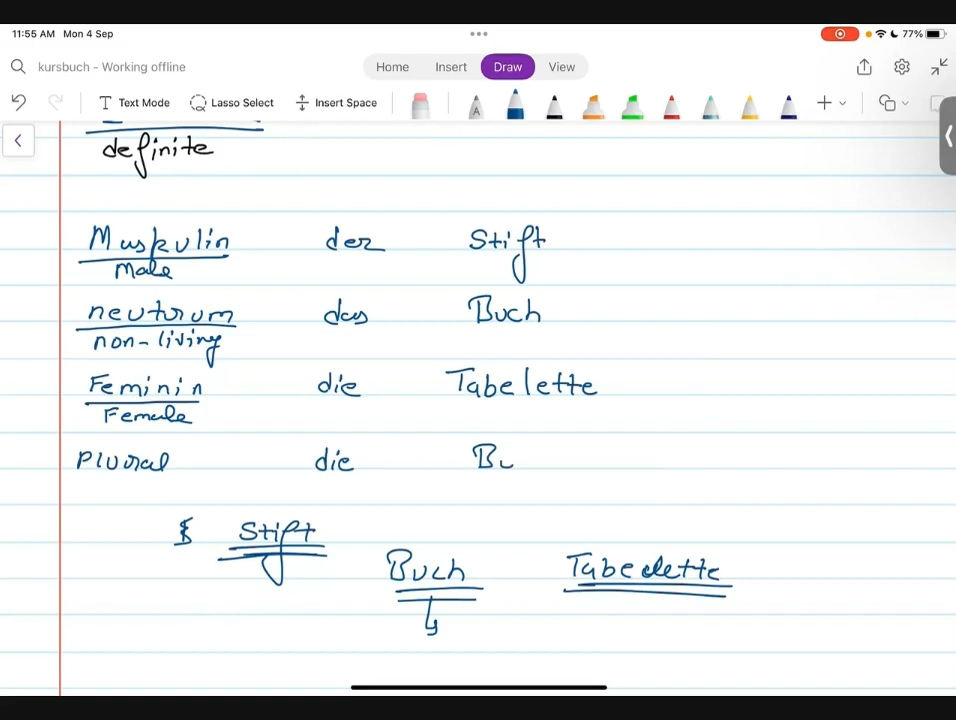 11:55 AM Mon 4 Sep 77%
kursbuch - Working offline Home Insert Draw View
Text Mode Lasso Select Insert Space
definite
Muskulin der Stift
Male
neutrum das Buch
non-living
Feminin die Tabelette
Female
Plural die Bu
Stift
Buch Tabelette